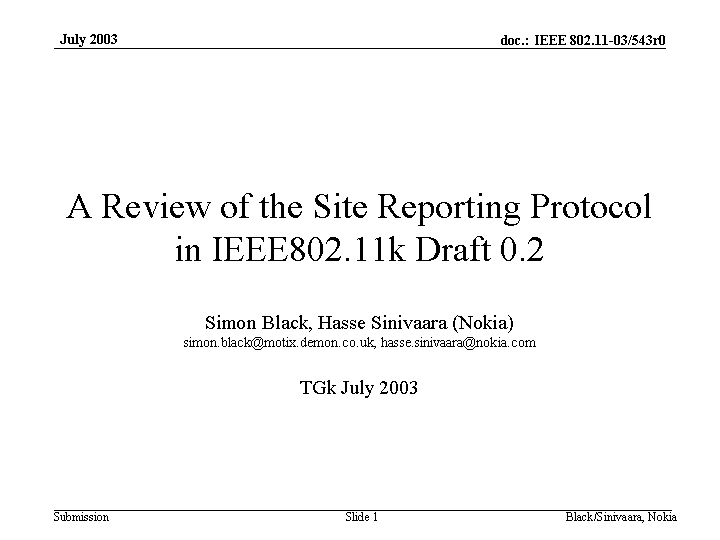 July 2003
doc.: IEEE 802.11-03/543r0
A Review of the Site Reporting Protocol
in IEEE802.11k Draft 0.2
Simon Black, Hasse Sinivaara (Nokia)
simon.black@motix.demon.co.uk, hasse.sinivaara@nokia.com
TGk July 2003
Submission
Slide 1
Black/Sinivaara, Nokia